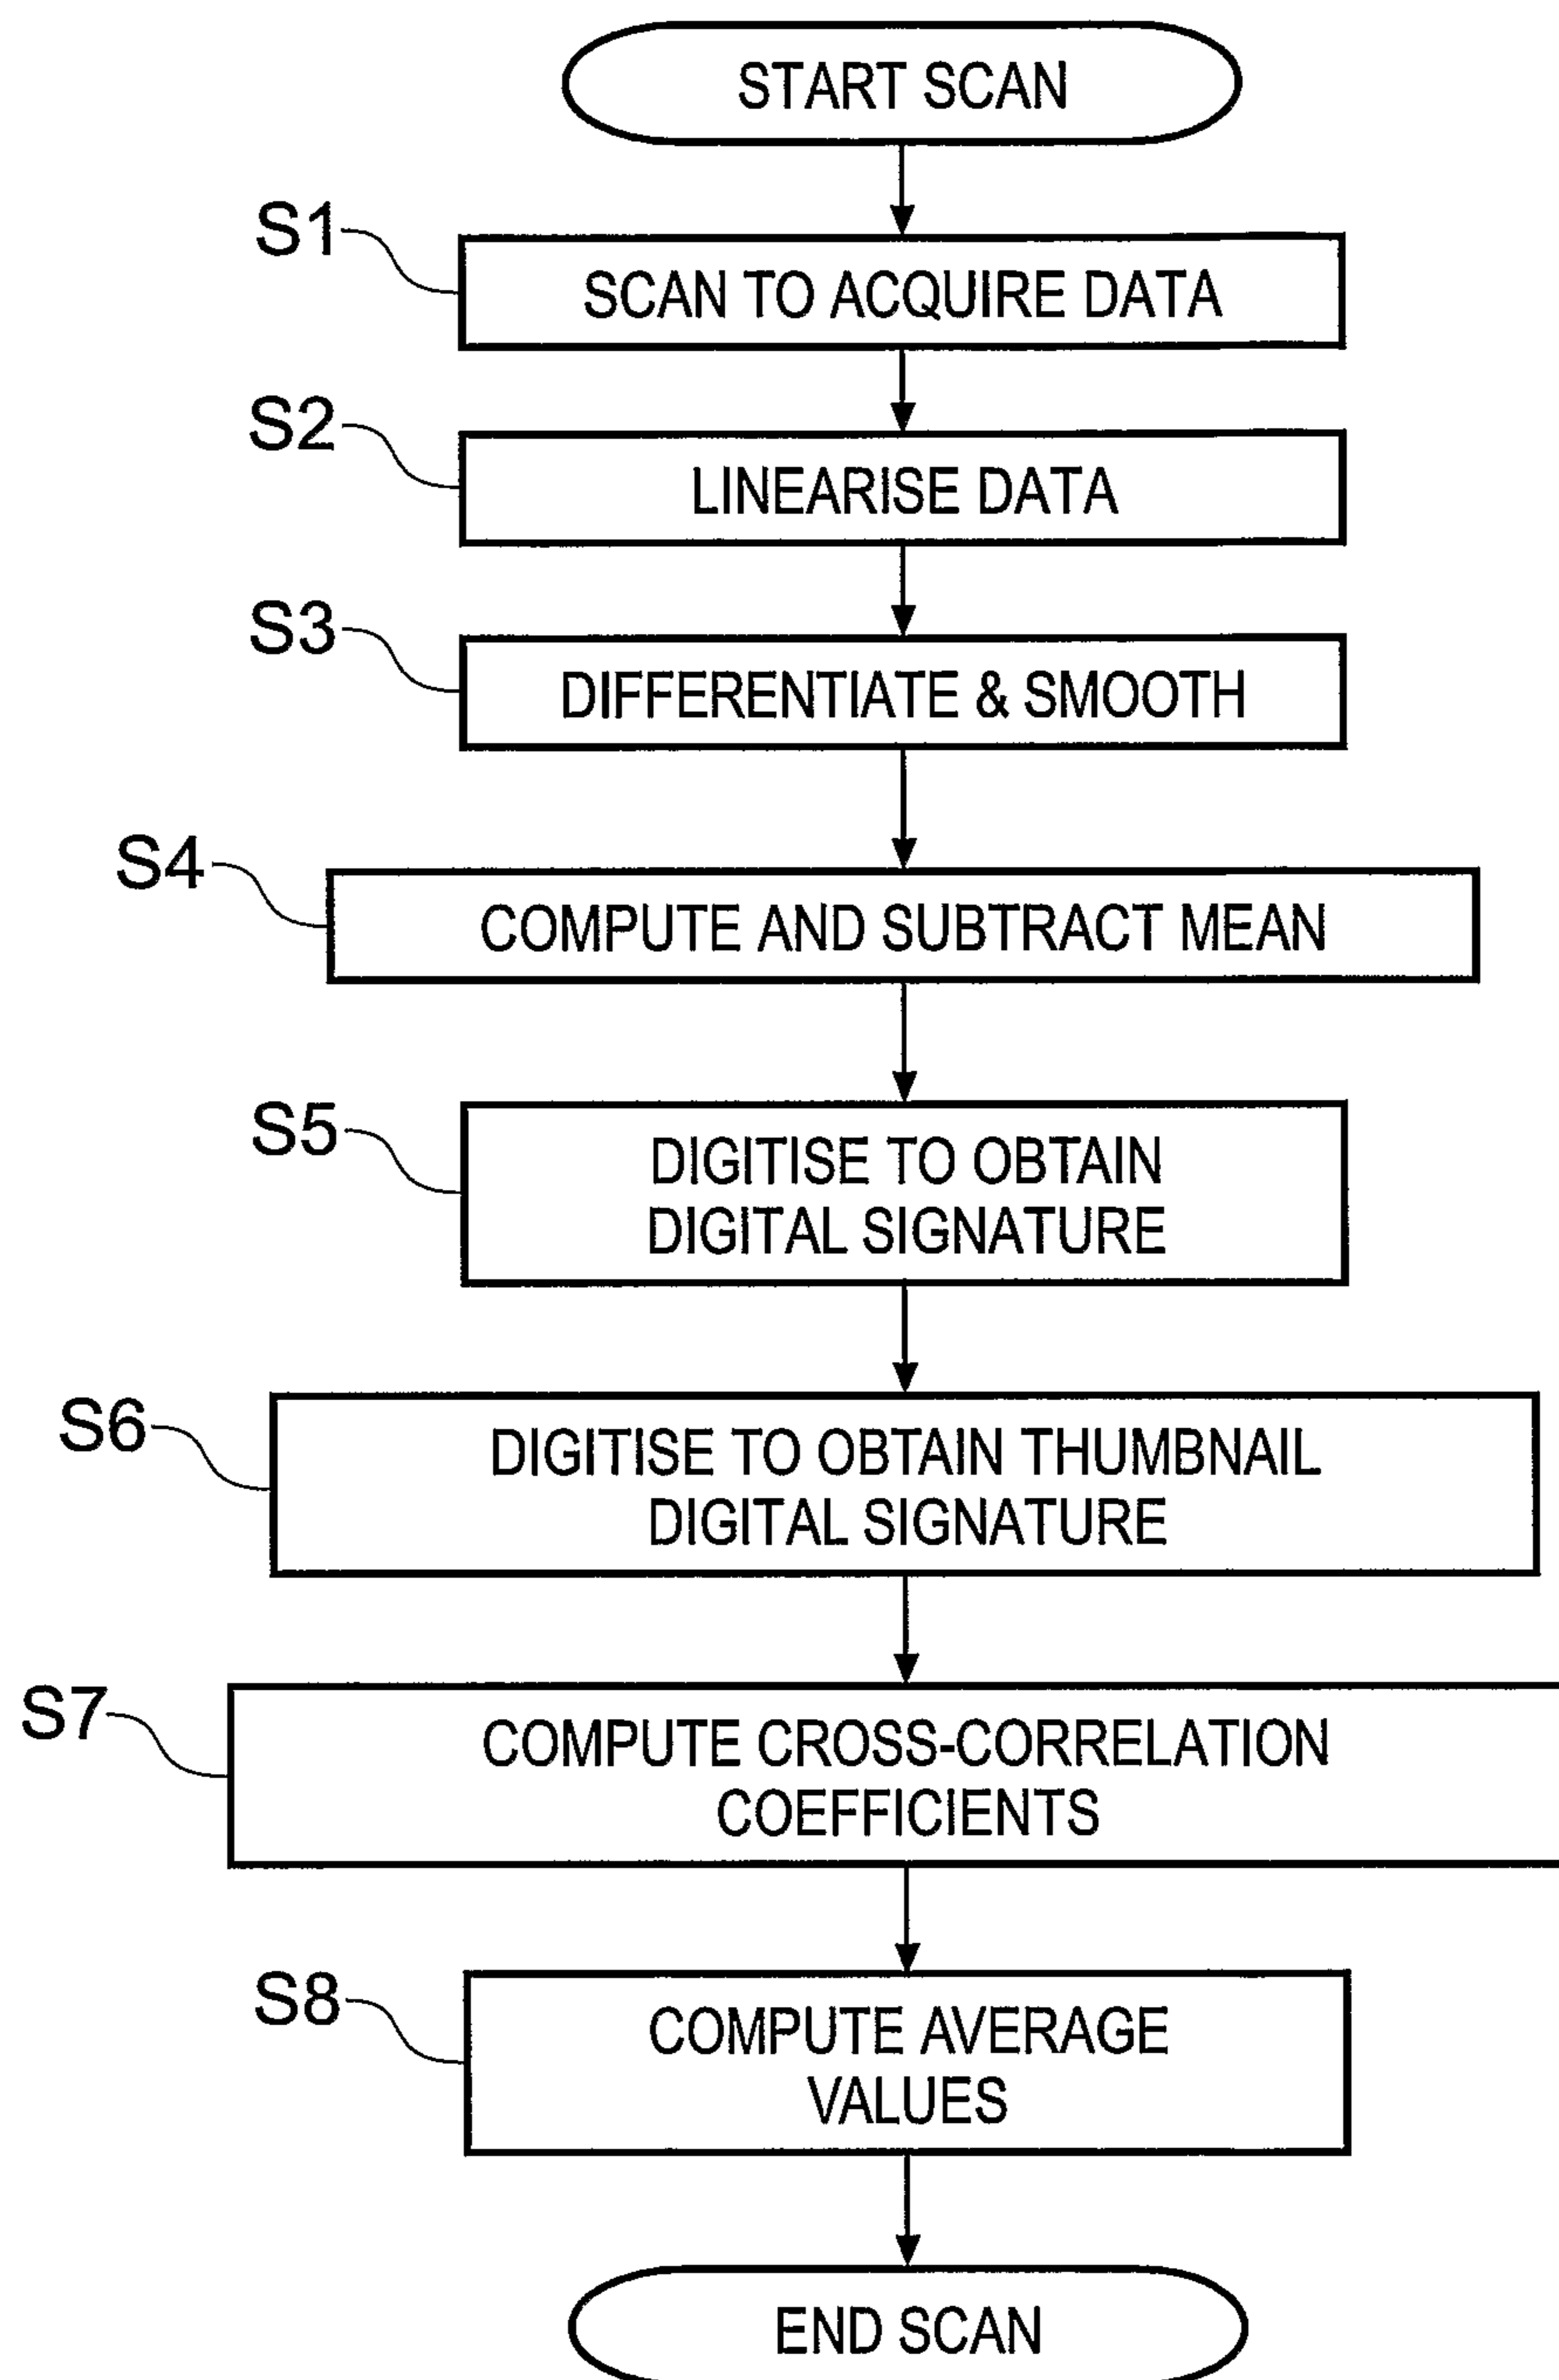 START SCAN
S1
SCAN TO ACQUIRE DATA
S2
LINEARISE DATA
S3
DIFFERENTIATE & SMOOTH
S4
COMPUTE AND SUBTRACT MEAN
S5
DIGITISE TO OBTAIN
DIGITAL SIGNATURE
S6
DIGITISE TO OBTAIN THUMBNAIL
DIGITAL SIGNATURE
S7
COMPUTE CROSS-CORRELATION
COEFFICIENTS
S8
COMPUTE AVERAGE
VALUES
END SCAN